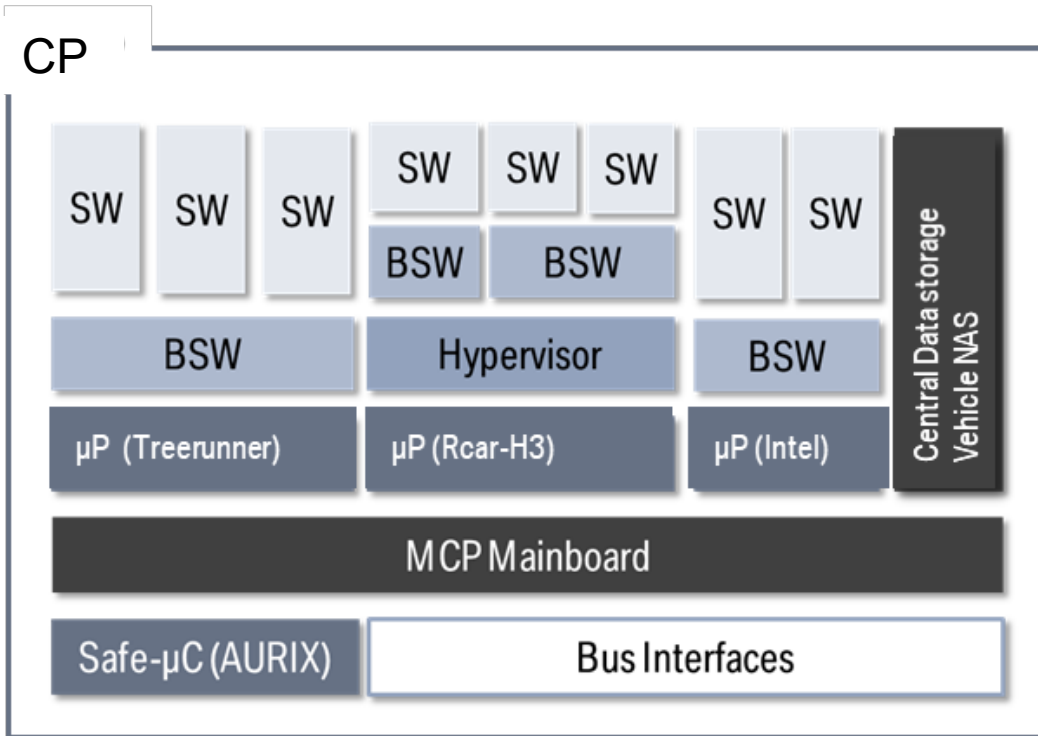 CP
SW SW SW SW SW SW SW SW
BSW BSW
BSW Hypervisor BSW
µP (Treerunner) µP (Rcar-H3) µP (Intel)
Central Data storage
Vehicle NAS
MCP Mainboard
Safe-µC (AURIX) Bus Interfaces